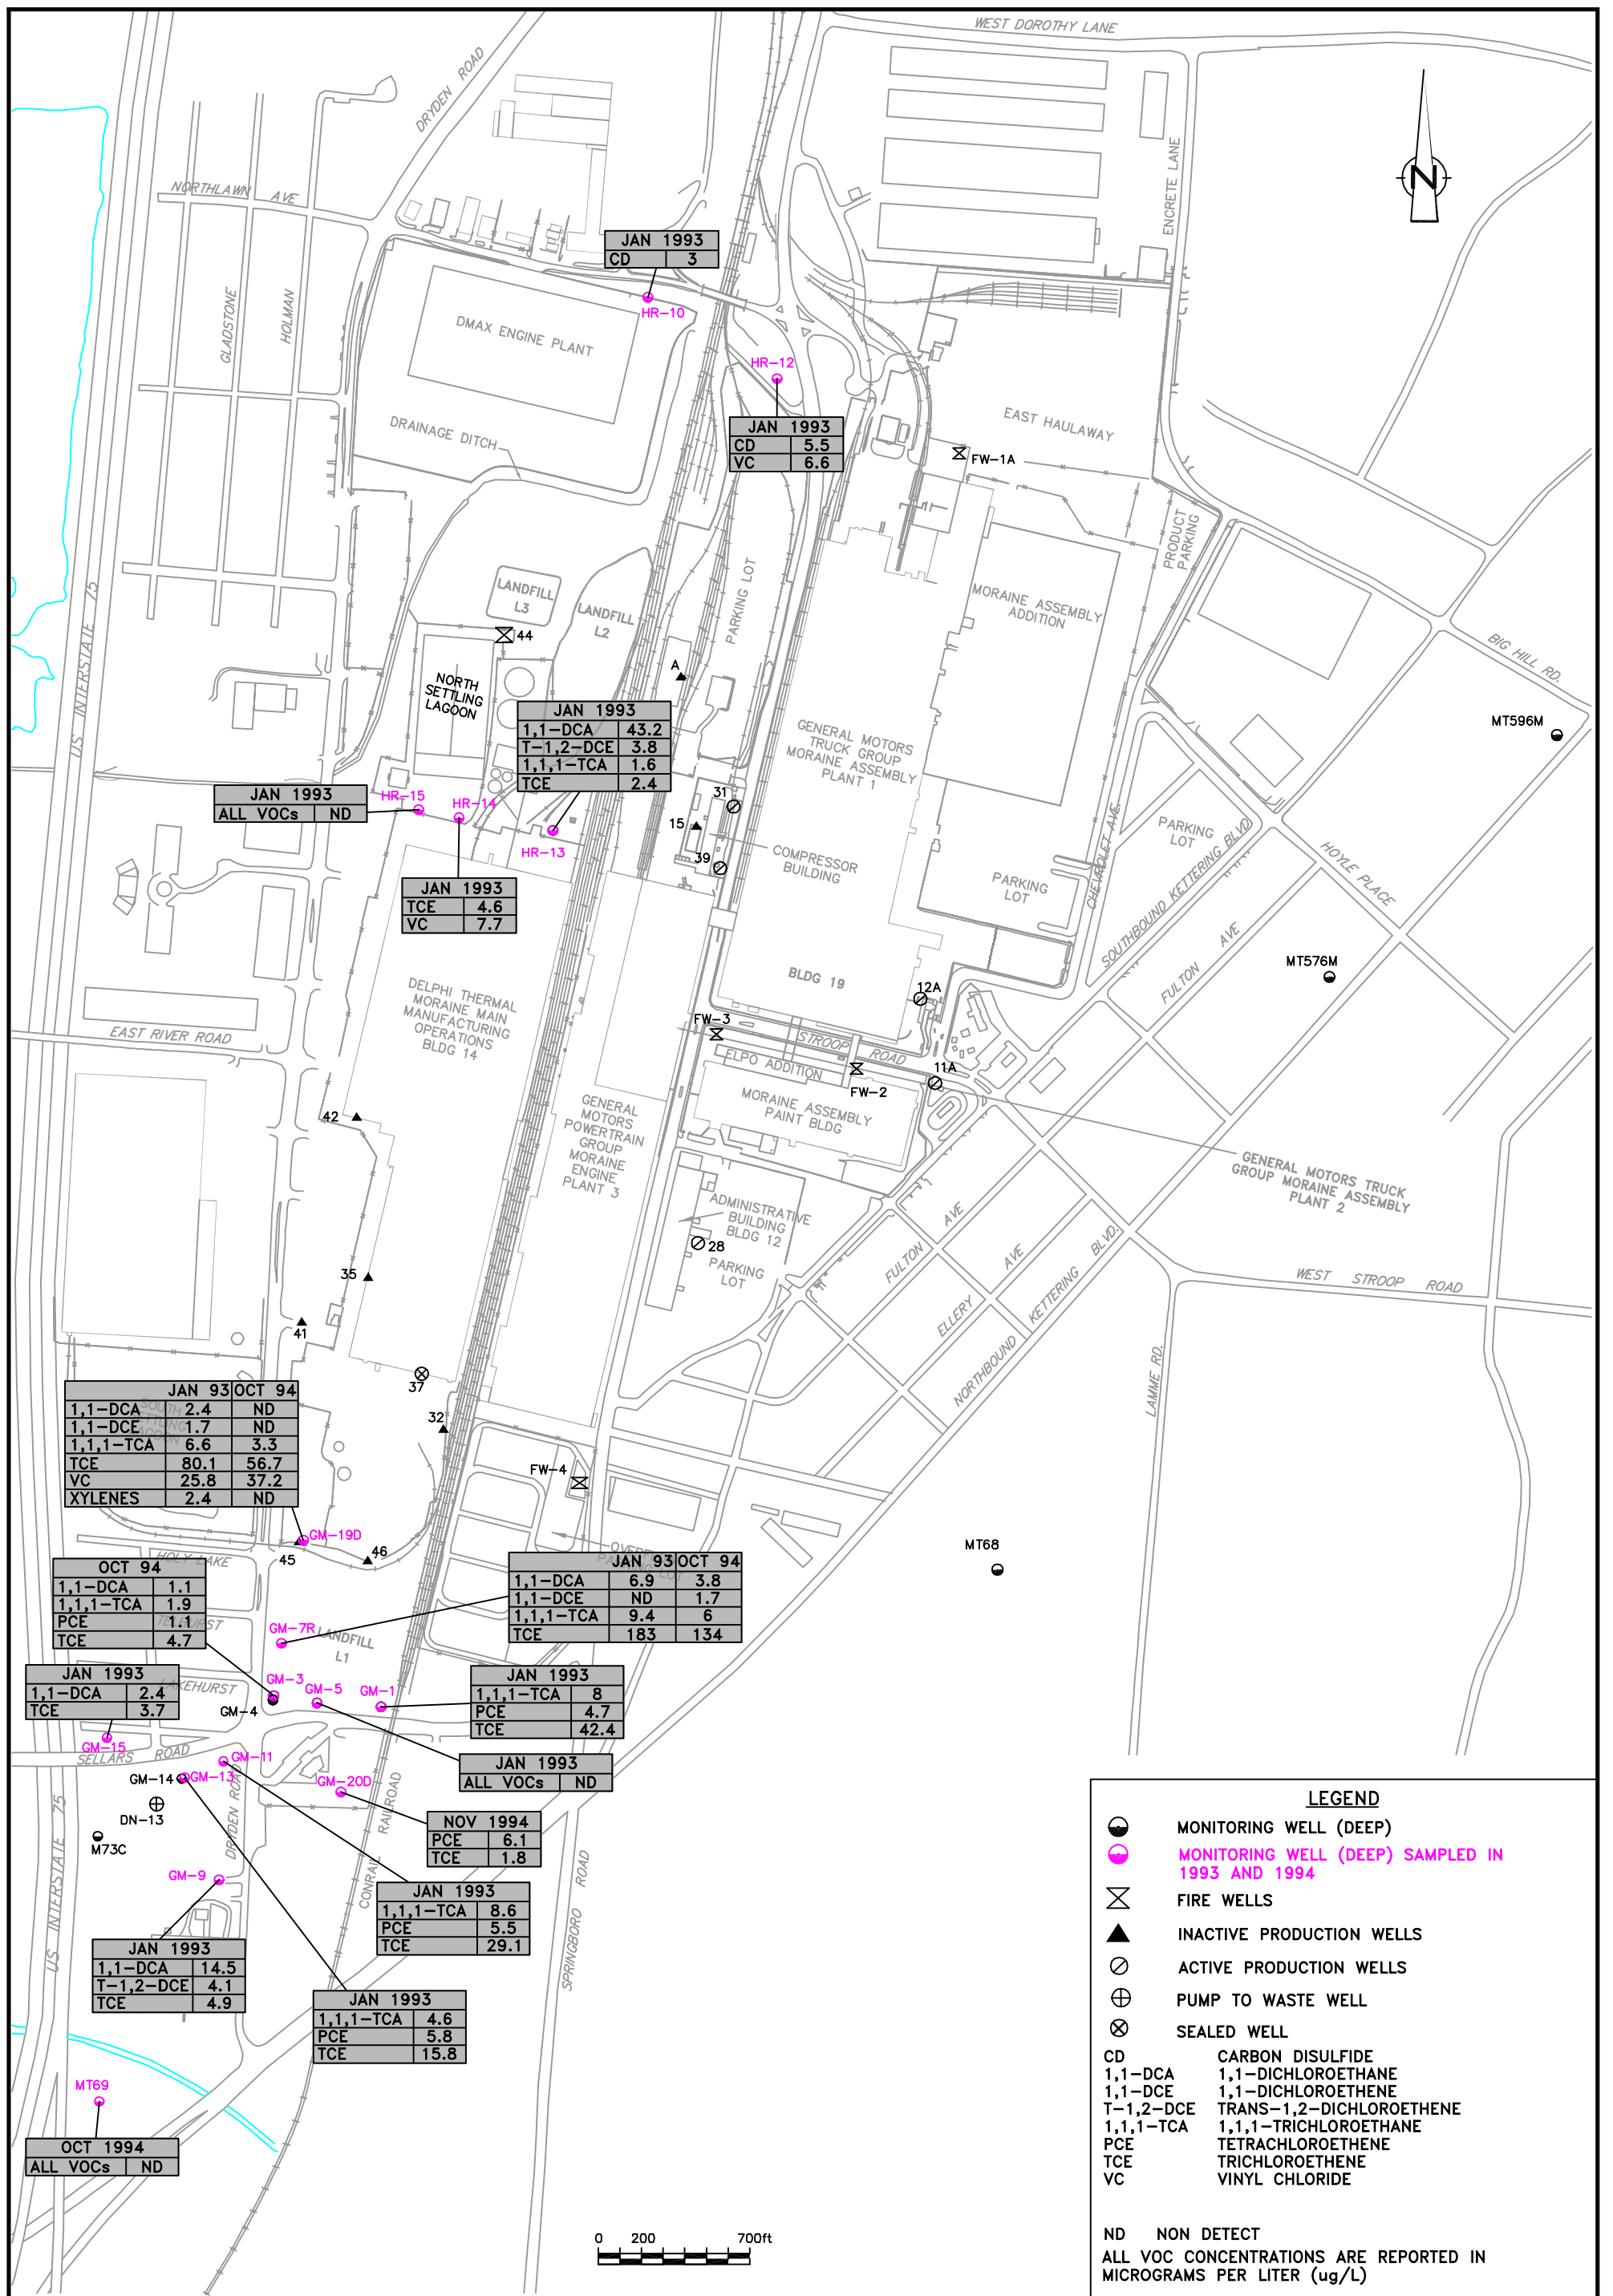 WEST DOROTHY LANE
DRYDEN ROAD
NORTHLAWN AVE
ENCRETE LANE
N
JAN 1993
CD 3
HR-10
GLADSTONE
HOLMAN
DMAX ENGINE PLANT
HR-12
JAN 1993
CD 5.5
VC 6.6
DRAINAGE DITCH
EAST HAULAWAY
FW-1A
PRODUCT
PARKING
PARKING LOT
LANDFILL
L3
LANDFILL
L2
44
MORAINE ASSEMBLY
ADDITION
US INTERSTATE 75
BIG HILL RD.
A
NORTH
SETTLING
LAGOON
MT596M
JAN 1993
1,1-DCA 43.2
T-1,2-DCE 3.8
1,1,1-TCA 1.6
TCE 2.4
GENERAL MOTORS
TRUCK GROUP
MORAINE ASSEMBLY
PLANT 1
JAN 1993
ALL VOCs ND
HR-15
HR-14
HR-13
31
15
39
COMPRESSOR
BUILDING
CHEVROLET AVE.
PARKING
LOT
SOUTHBOUND KETTERING BLVD.
HOYLE PLACE
PARKING
LOT
JAN 1993
TCE 4.6
VC 7.7
FULTON AVE
MT576M
BLDG 19
12A
DELPHI THERMAL
MORAINE MAIN
MANUFACTURING
OPERATIONS
BLDG 14
EAST RIVER ROAD
FW-3
STROOP ROAD
ELPO ADDITION
FW-2
11A
MORAINE ASSEMBLY
PAINT BLDG
42
GENERAL
MOTORS
POWERTRAIN
GROUP
MORAINE
ENGINE
PLANT 3
GENERAL MOTORS TRUCK
GROUP MORAINE ASSEMBLY
PLANT 2
ADMINISTRATIVE
BUILDING
BLDG 12
28
PARKING
LOT
FULTON AVE
ELLERY AVE
NORTHBOUND KETTERING BLVD.
WEST STROOP ROAD
35
41
LAMME RD.
37
32
SOUTH
SETTLING
LAGOON
JAN 93 OCT 94
1,1-DCA 2.4 ND
1,1-DCE 1.7 ND
1,1,1-TCA 6.6 3.3
TCE 80.1 56.7
VC 25.8 37.2
XYLENES 2.4 ND
FW-4
GM-19D
45
46
HOLY LAKE
MT68
OCT 94
1,1-DCA 1.1
1,1,1-TCA 1.9
PCE 1.1
TCE 4.7
JAN 93 OCT 94
1,1-DCA 6.9 3.8
1,1-DCE ND 1.7
1,1,1-TCA 9.4 6
TCE 183 134
GM-7R
LANDFILL
L1
JAN 1993
1,1-DCA 2.4
TCE 3.7
LAKEHURST
GM-3
GM-4
GM-5
GM-1
JAN 1993
1,1,1-TCA 8
PCE 4.7
TCE 42.4
GM-15
SELLARS ROAD
GM-11
JAN 1993
ALL VOCs ND
GM-14
GM-13
GM-20D
DN-13
M73C
DRYDEN ROAD
CONRAIL RAILROAD
NOV 1994
PCE 6.1
TCE 1.8
GM-9
US INTERSTATE 75
SPRINGBORO ROAD
JAN 1993
1,1,1-TCA 8.6
PCE 5.5
TCE 29.1
JAN 1993
1,1-DCA 14.5
T-1,2-DCE 4.1
TCE 4.9
JAN 1993
1,1,1-TCA 4.6
PCE 5.8
TCE 15.8
MT69
OCT 1994
ALL VOCs ND
0 200 700ft
LEGEND
MONITORING WELL (DEEP)
MONITORING WELL (DEEP) SAMPLED IN
1993 AND 1994
FIRE WELLS
INACTIVE PRODUCTION WELLS
ACTIVE PRODUCTION WELLS
PUMP TO WASTE WELL
SEALED WELL
CD CARBON DISULFIDE
1,1-DCA 1,1-DICHLOROETHANE
1,1-DCE 1,1-DICHLOROETHENE
T-1,2-DCE TRANS-1,2-DICHLOROETHENE
1,1,1-TCA 1,1,1-TRICHLOROETHANE
PCE TETRACHLOROETHENE
TCE TRICHLOROETHENE
VC VINYL CHLORIDE
ND NON DETECT
ALL VOC CONCENTRATIONS ARE REPORTED IN
MICROGRAMS PER LITER (ug/L)